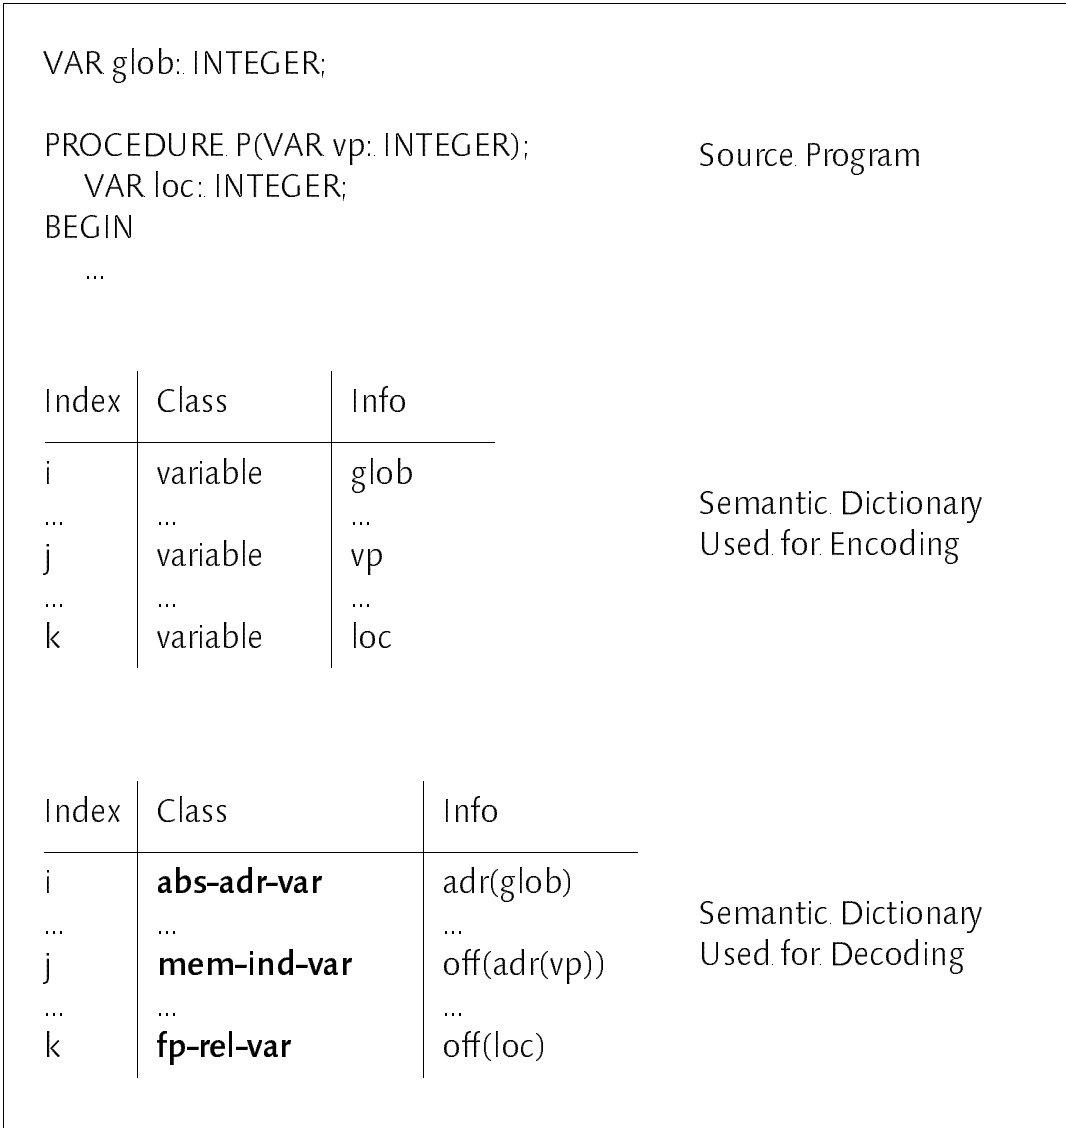 VAR glob: INTEGER;
PROCEDURE P(VAR vp: INTEGER);
VAR loc: INTEGER;
BEGIN
...
Source Program
Index Class Info
i variable glob
... ... ...
j variable vp
... ... ...
k variable loc
Semantic Dictionary
Used for Encoding
Index Class Info
i abs-adr-var adr(glob)
... ... ...
j mem-ind-var off(adr(vp))
... ... ...
k fp-rel-var off(loc)
Semantic Dictionary
Used for Decoding